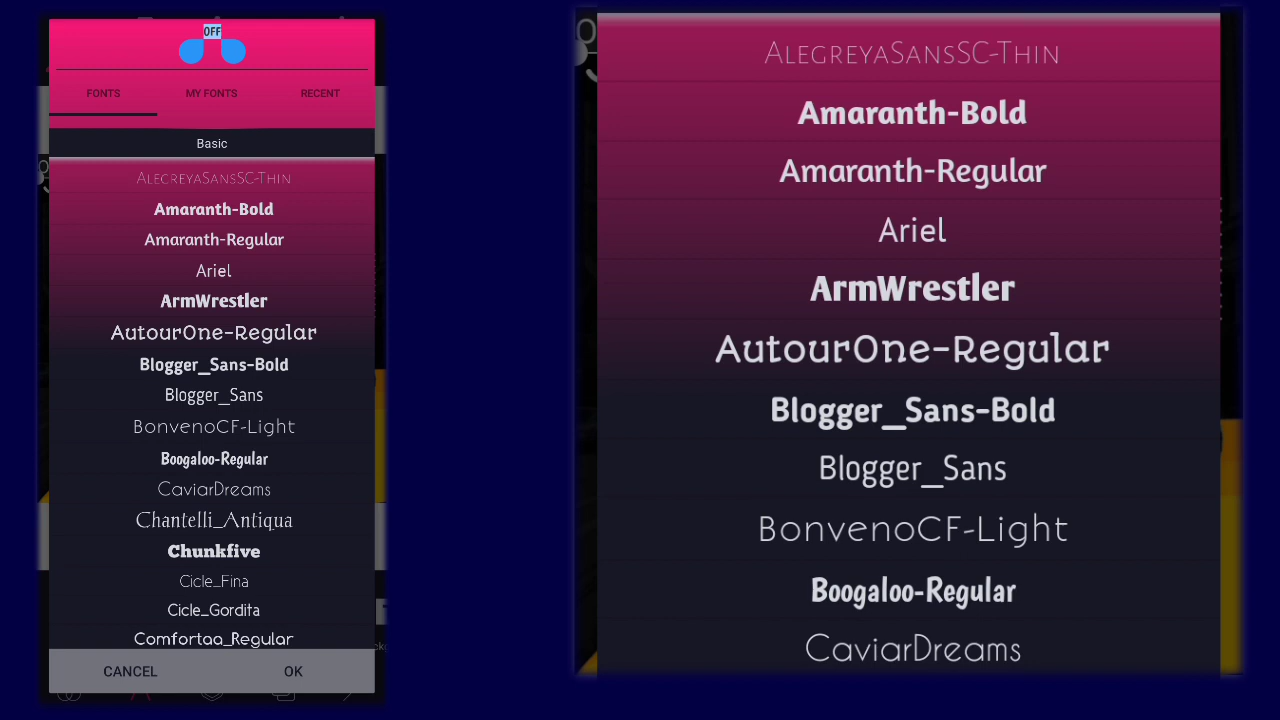 OFF
FONTS
MY FONTS
RECENT
Basic
AlegreyaSansSC-Thin
Amaranth-Bold
Amaranth-Regular
Ariel
ArmWrestler
AutourOne-Regular
Blogger_Sans-Bold
Blogger_Sans
BonvenoCF-Light
Boogaloo-Regular
CaviarDreams
Chantelli_Antiqua
Chunkfive
Cicle_Fina
Cicle_Gordita
Comfortaa_Regular
CANCEL
OK
AlegreyaSansSC-Thin
Amaranth-Bold
Amaranth-Regular
Ariel
ArmWrestler
AutourOne-Regular
Blogger_Sans-Bold
Blogger_Sans
BonvenoCF-Light
Boogaloo-Regular
CaviarDreams